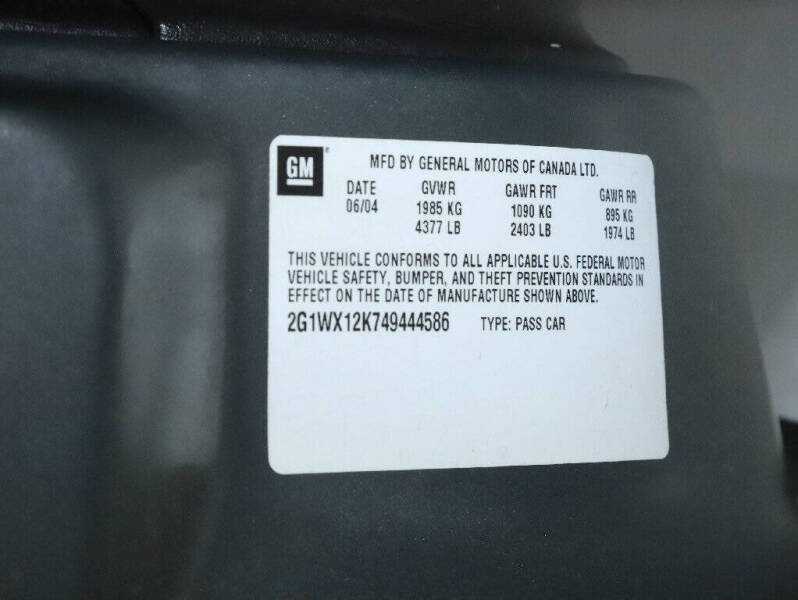 GM
MFD BY GENERAL MOTORS OF CANADA LTD.
DATE GVWR GAWR FRT GAWR RR
06/04 1985 KG 1090 KG 895 KG
4377 LB 2403 LB 1974 LB
THIS VEHICLE CONFORMS TO ALL APPLICABLE U.S. FEDERAL MOTOR
VEHICLE SAFETY, BUMPER, AND THEFT PREVENTION STANDARDS IN
EFFECT ON THE DATE OF MANUFACTURE SHOWN ABOVE.
2G1WX12K749444586 TYPE: PASS CAR